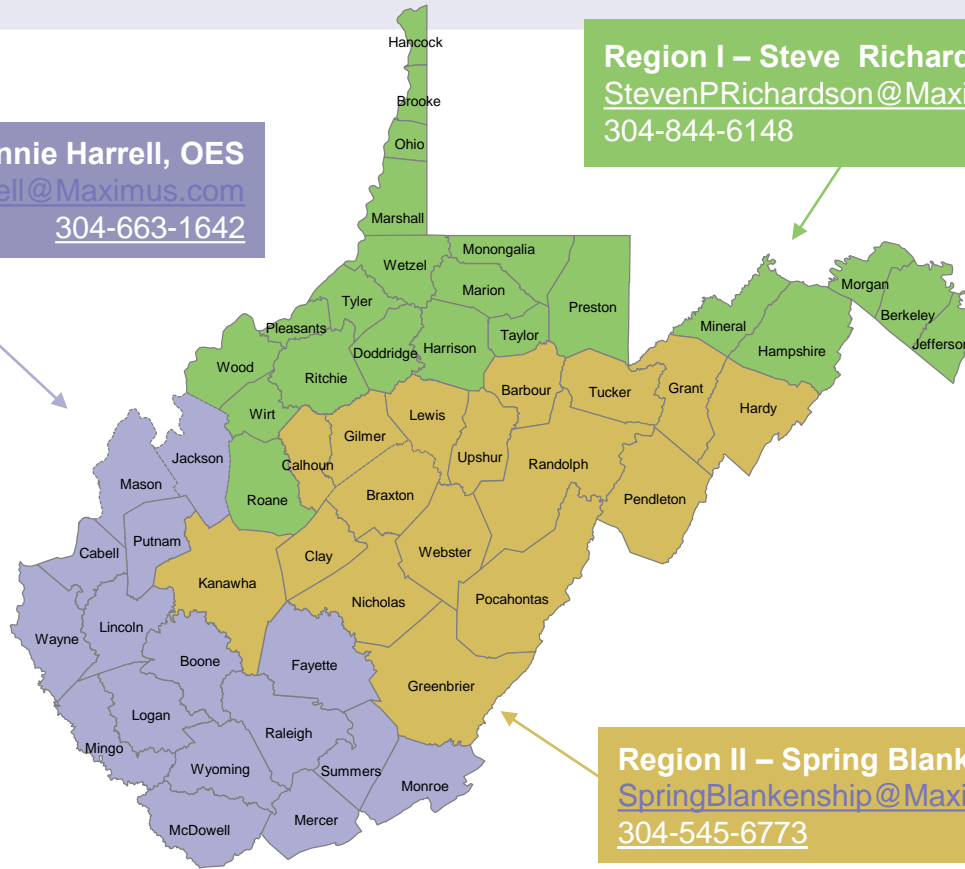 Hancock
Region I – Steve Richard
StevenPRichardson@Maxi
304-844-6148
Brooke
Ohio
nnie Harrell, OES
ell@Maximus.com
304-663-1642
Marshall
Wetzel
Monongalia
Marion
Preston
Tyler
Pleasants
Taylor
Doddridge
Harrison
Wood
Ritchie
Wirt
Mineral
Hampshire
Morgan
Berkeley
Jefferson
Barbour
Tucker
Grant
Hardy
Lewis
Gilmer
Calhoun
Upshur
Randolph
Jackson
Mason
Roane
Braxton
Pendleton
Cabell
Putnam
Clay
Webster
Kanawha
Nicholas
Pocahontas
Wayne
Lincoln
Boone
Fayette
Greenbrier
Logan
Raleigh
Mingo
Wyoming
Summers
Monroe
McDowell
Mercer
Region II – Spring Blank
SpringBlankenship@Maxi
304-545-6773